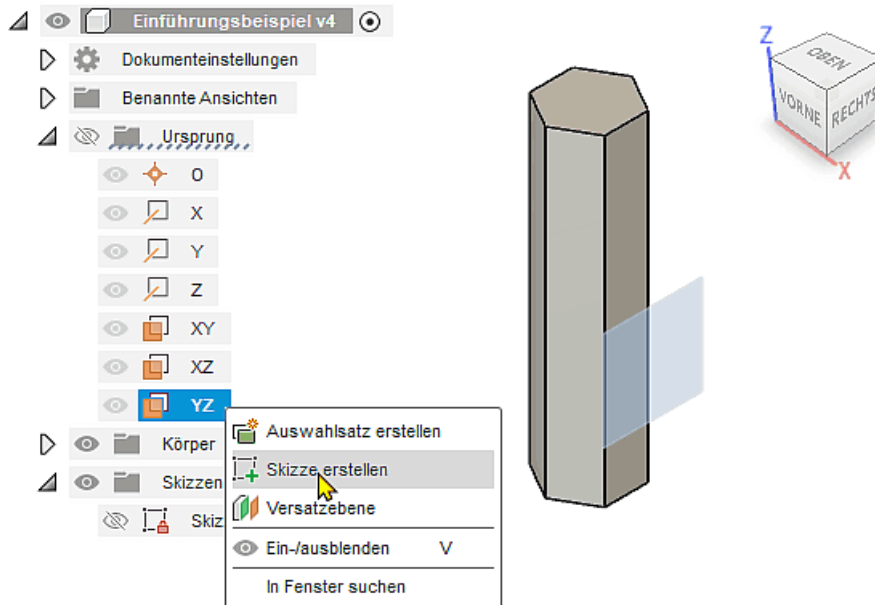 Einführungsbeispiel v4
Dokumenteinstellungen
Benannte Ansichten
Ursprung
O
X
Y
Z
XY
XZ
YZ
Körper
Skizzen
Skiz
Auswahlsatz erstellen
Skizze erstellen
Versatzebene
Ein-/ausblenden V
In Fenster suchen
Z
OBEN
VORNE
RECHTS
X